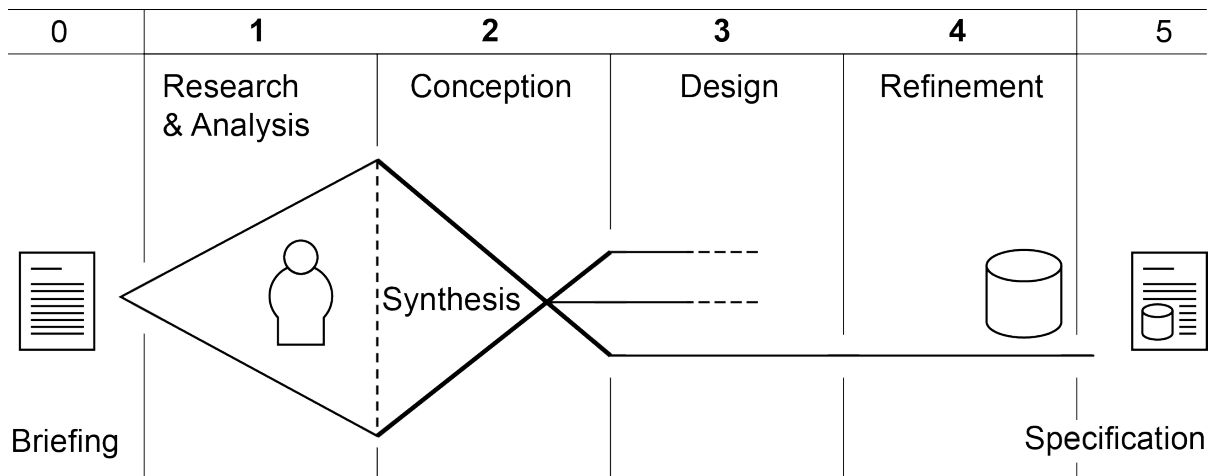 0 1 2 3 4 5
Research Conception Design Refinement
& Analysis
Synthesis
Briefing Specification